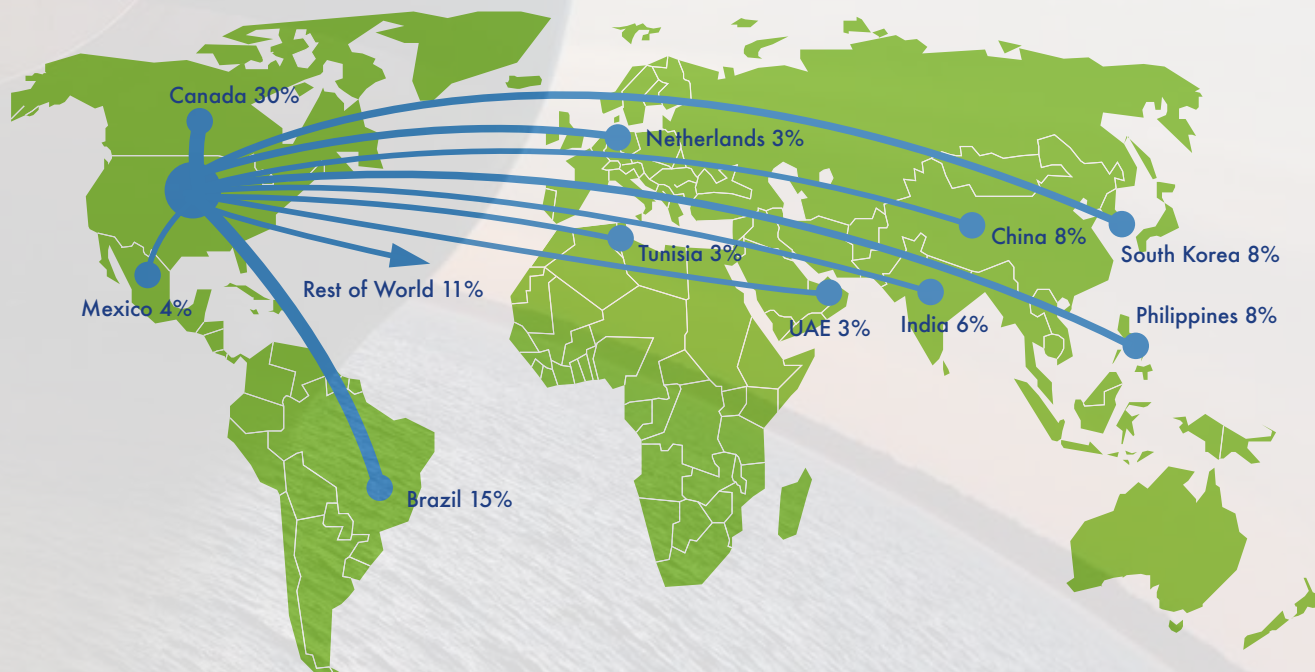 Canada 30%
Netherlands 3%
China 8%
South Korea 8%
Tunisia 3%
Rest of World 11%
Mexico 4%
UAE 3%
India 6%
Philippines 8%
Brazil 15%